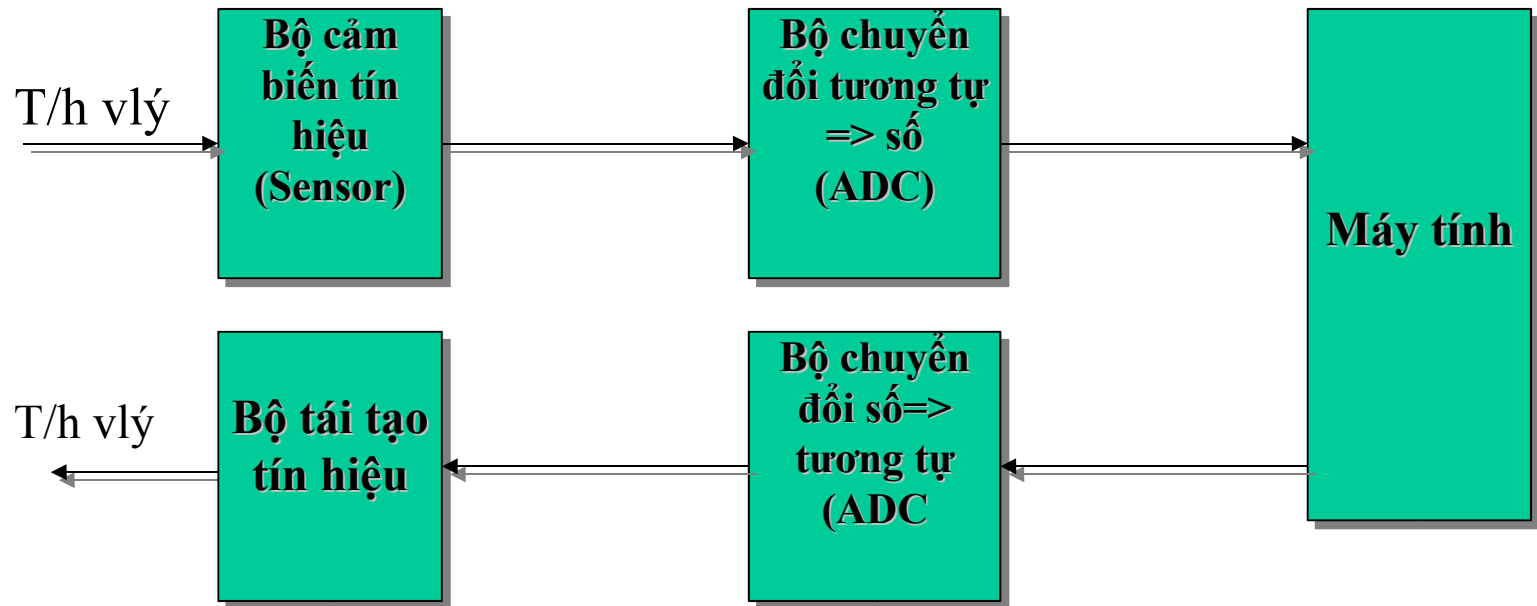 T/h vlý
Bộ cảm
biến tín
hiệu
(Sensor)
Bộ chuyển
đổi tương tự
=> số
(ADC)
Máy tính
T/h vlý
Bộ tái tạo
tín hiệu
Bộ chuyển
đổi số=>
tương tự
(ADC